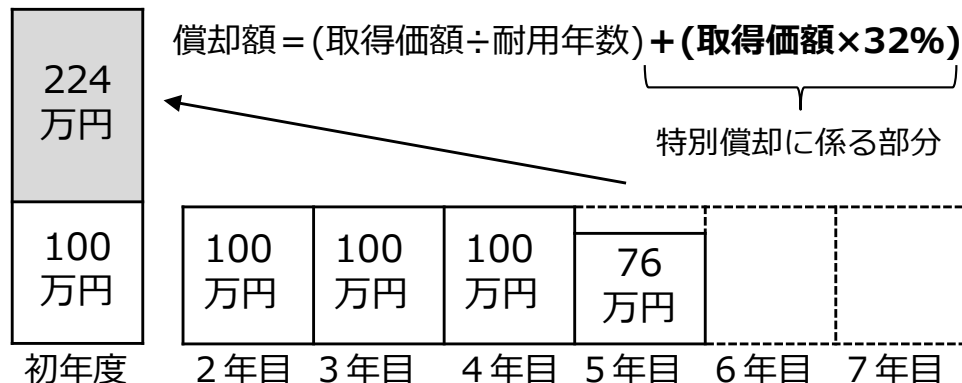 償却額＝(取得価額÷耐用年数)＋(取得価額×32%)
特別償却に係る部分
224
万円
100
万円
100
万円
100
万円
100
万円
76
万円
初年度
2年目
3年目
4年目
5年目
6年目
7年目